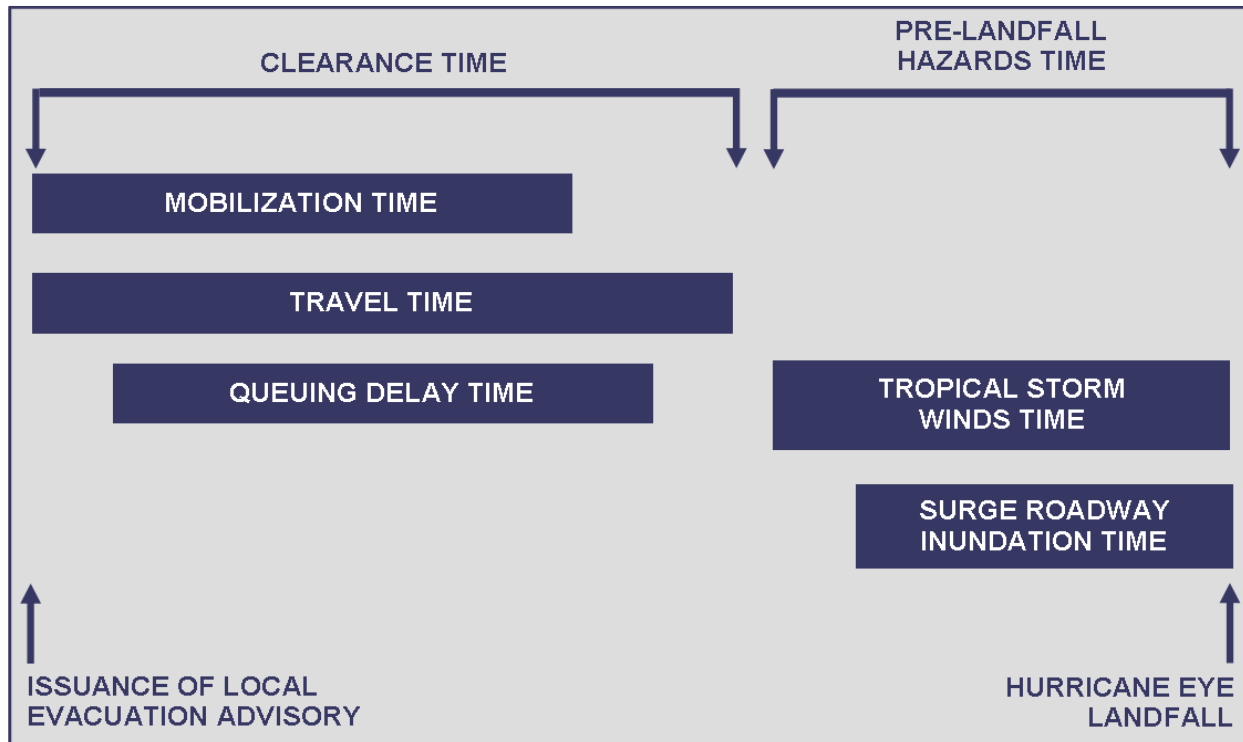 CLEARANCE TIME
PRE-LANDFALL
HAZARDS TIME
MOBILIZATION TIME
TRAVEL TIME
QUEUING DELAY TIME
TROPICAL STORM
WINDS TIME
SURGE ROADWAY
INUNDATION TIME
ISSUANCE OF LOCAL
EVACUATION ADVISORY
HURRICANE EYE
LANDFALL